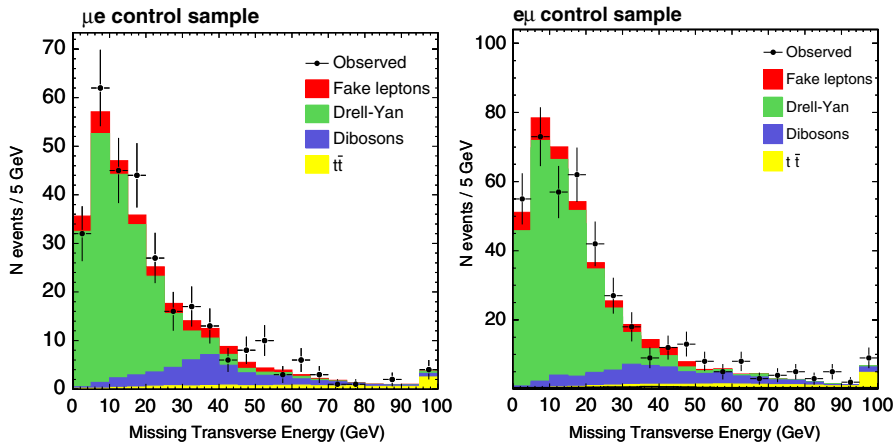 μe control sample
N events / 5 GeV
70
60
50
40
30
20
10
0
Observed
Fake leptons
Drell-Yan
Dibosons
tt̄
0 10 20 30 40 50 60 70 80 90 100
Missing Transverse Energy (GeV)
eμ control sample
N events / 5 GeV
100
80
60
40
20
Observed
Fake leptons
Drell-Yan
Dibosons
t t̄
0 10 20 30 40 50 60 70 80 90 100
Missing Transverse Energy (GeV)